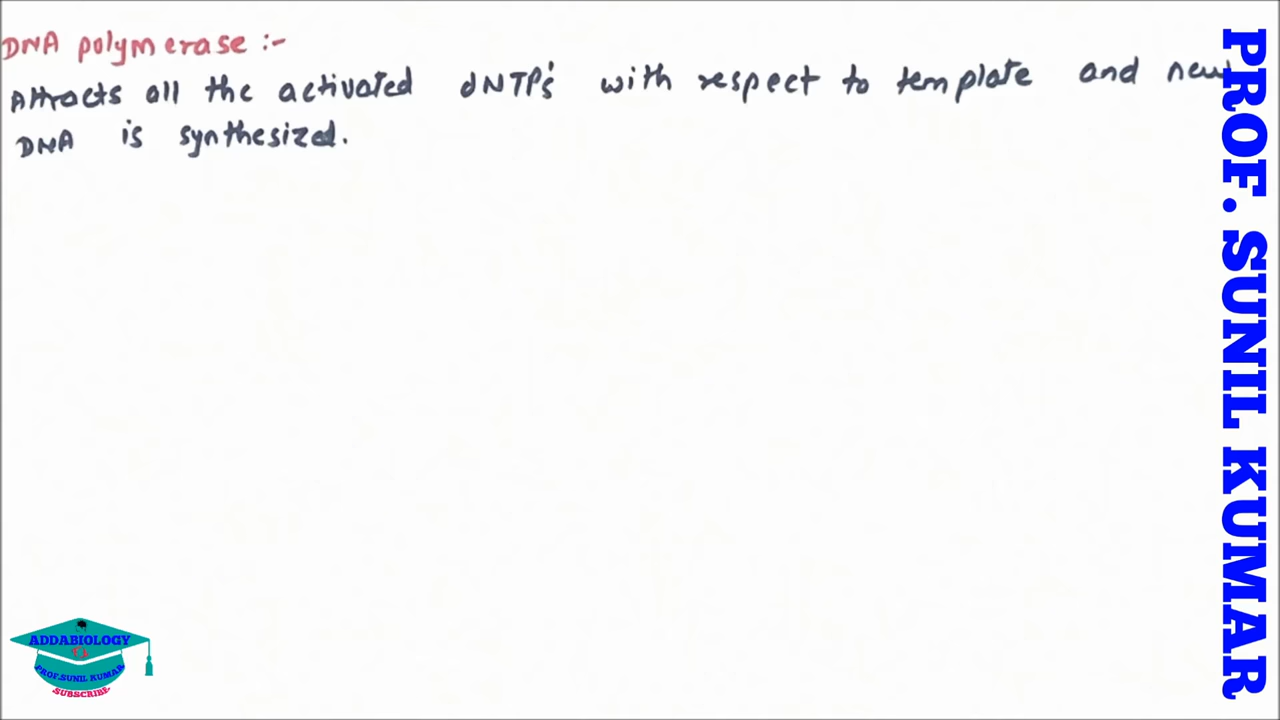 DNA polymerase :-
Attracts all the activated dNTP's with respect to template and new
DNA is synthesized.
PROF. SUNIL KUMAR
ADDABIOLOGY
PROF.SUNIL KUMAR
SUBSCRIBE